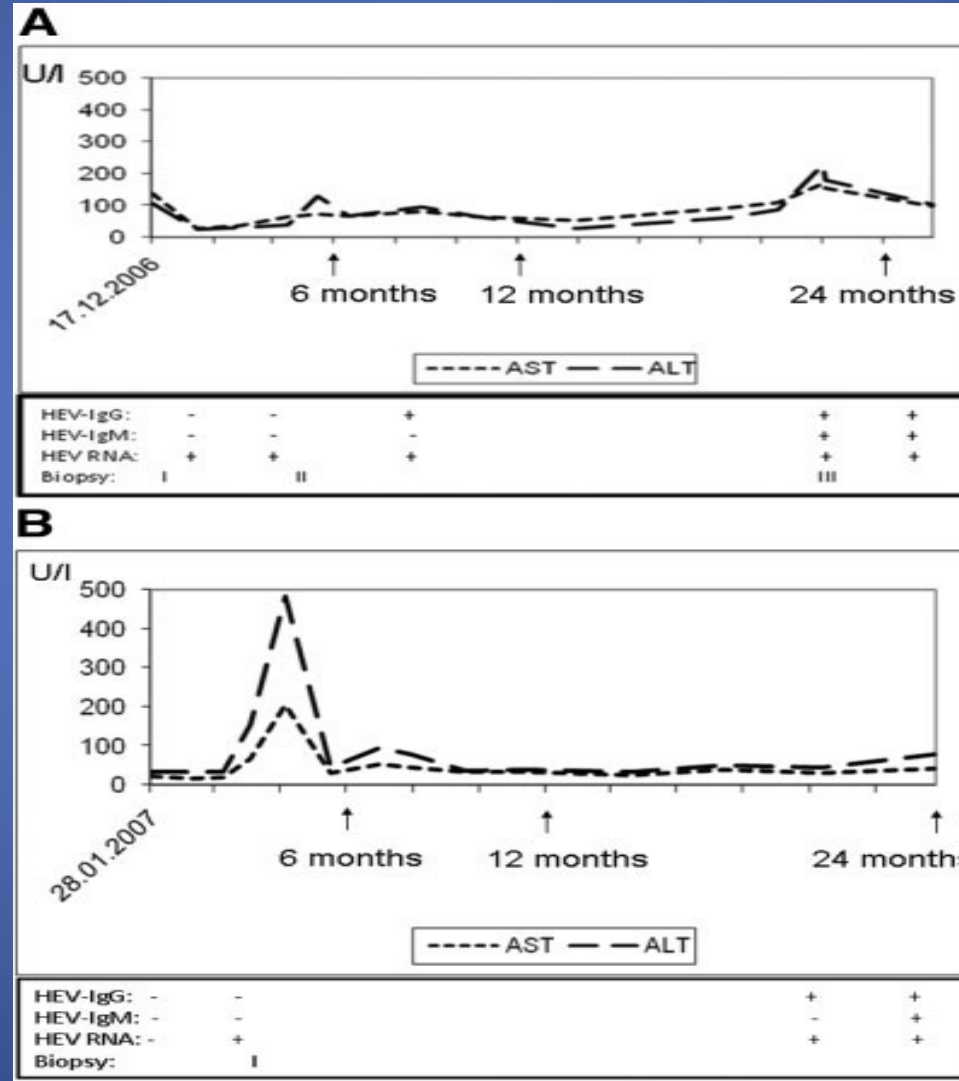 A
U/l 500
400
300
200
100
0
17.12.2006
6 months 12 months 24 months
AST ALT
HEV-IgG: - - + + +
HEV-IgM: - - - + +
HEV RNA: + + + + +
Biopsy: I II III
B
U/l
500
400
300
200
100
0
28.01.2007
6 months 12 months 24 month
AST ALT
HEV-IgG: - - + +
HEV-IgM: - - - +
HEV RNA: - + + +
Biopsy: I